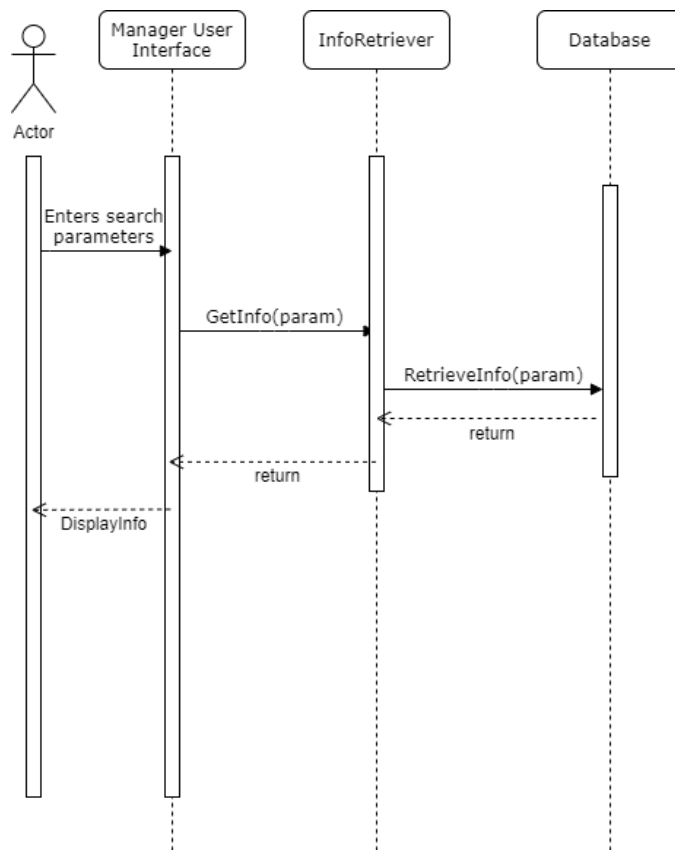 Manager User
Interface
InfoRetriever
Database
Actor
Enters search
parameters
GetInfo(param)
RetrieveInfo(param)
return
return
DisplayInfo